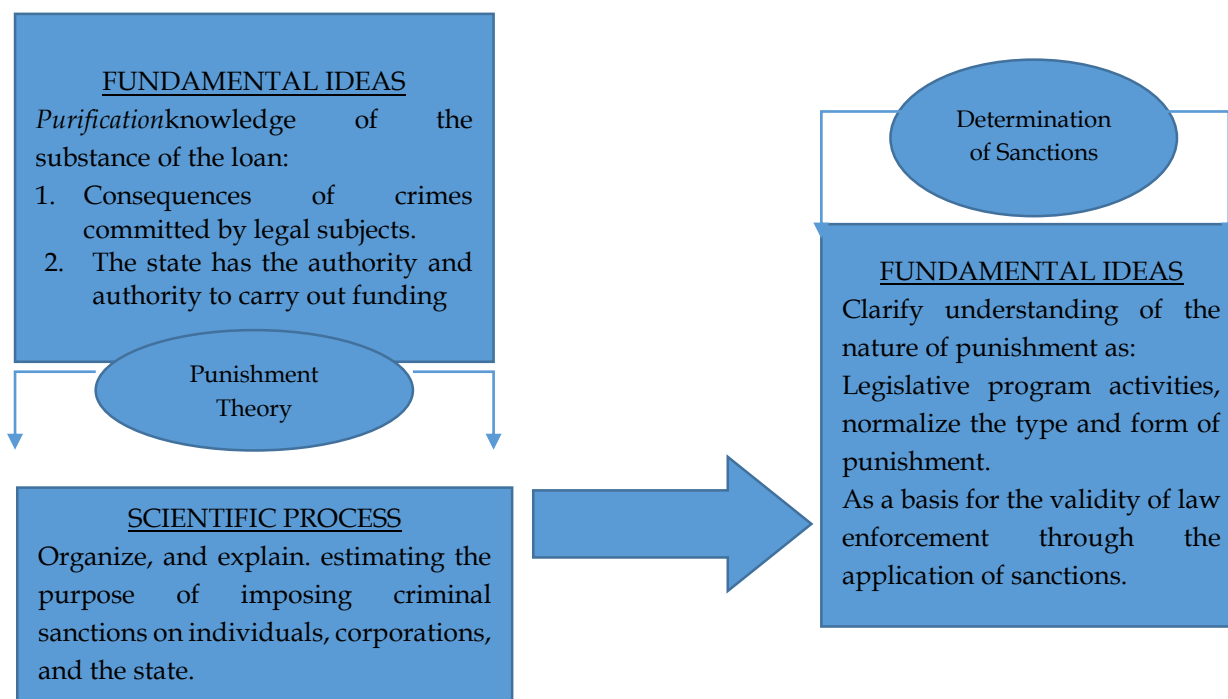 FUNDAMENTAL IDEAS
Purificationknowledge of the
substance of the loan:
1. Consequences of crimes
committed by legal subjects.
2. The state has the authority and
authority to carry out funding
Punishment
Theory
SCIENTIFIC PROCESS
Organize, and explain. estimating the
purpose of imposing criminal
sanctions on individuals, corporations,
and the state.
Determination
of Sanctions
FUNDAMENTAL IDEAS
Clarify understanding of the
nature of punishment as:
Legislative program activities,
normalize the type and form of
punishment.
As a basis for the validity of law
enforcement through the
application of sanctions.